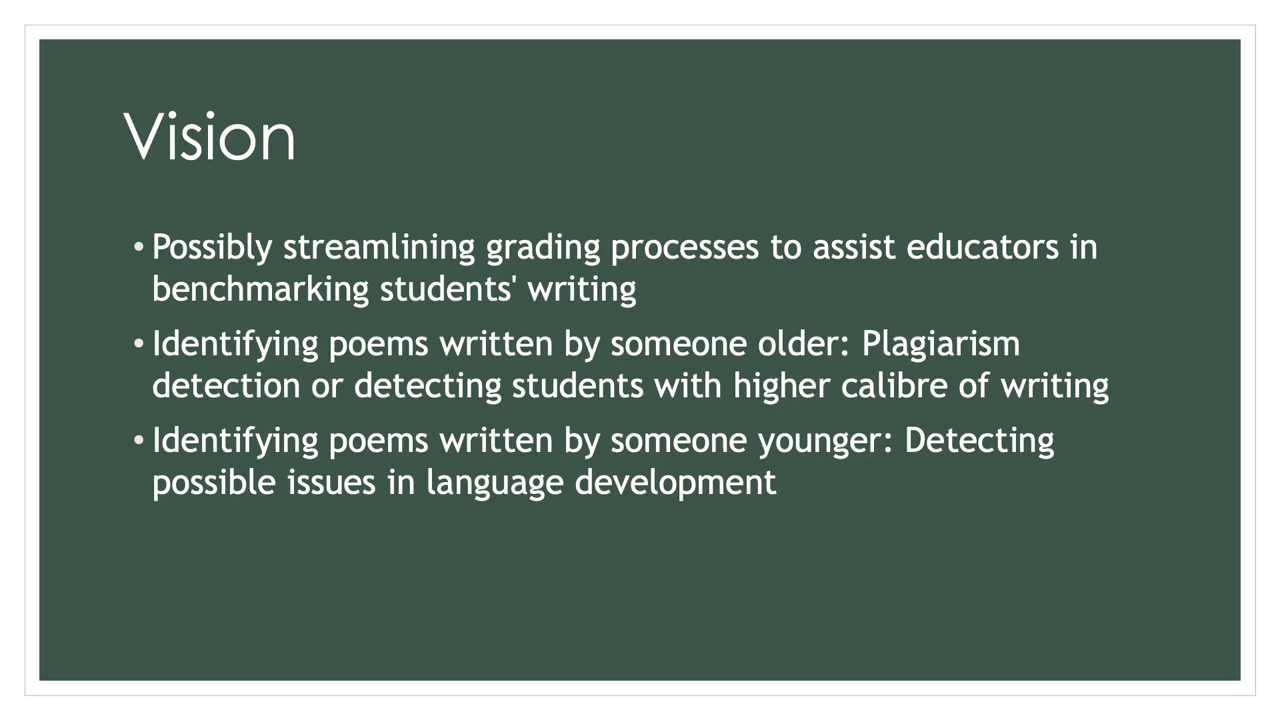 Vision
• Possibly streamlining grading processes to assist educators in
benchmarking students' writing
• Identifying poems written by someone older: Plagiarism
detection or detecting students with higher calibre of writing
• Identifying poems written by someone younger: Detecting
possible issues in language development